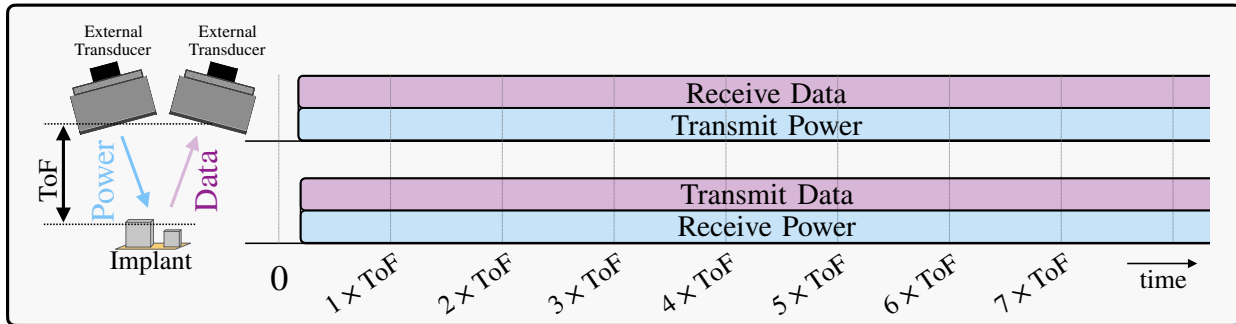 External
Transducer
External
Transducer
ToF
Power
Data
Implant
Receive Data
Transmit Power
Transmit Data
Receive Power
0
1 × ToF
2 × ToF
3 × ToF
4 × ToF
5 × ToF
6 × ToF
7 × ToF
time